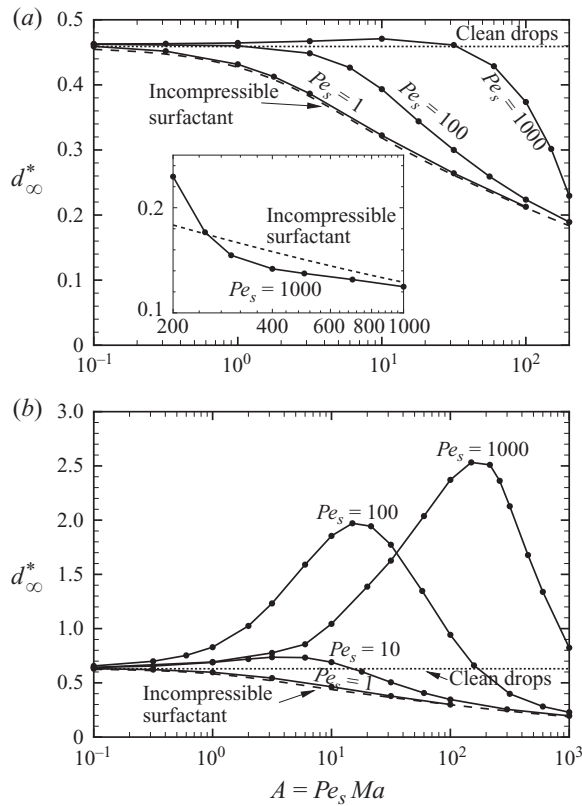 (a)
0.5
Clean drops
0.4
Incompressible
surfactant
Pe_s = 1
Pe_s = 100
Pe_s = 1000
0.3
d^*_∞
0.2
Incompressible
surfactant
0.2
Pe_s = 1000
0.1
200 400 600 800 1000
0.1
0
10^−1 10^0 10^1 10^2
(b)
3.0
2.5
Pe_s = 1000
Pe_s = 100
2.0
d^*_∞
1.5
1.0
Pe_s = 10
Clean drops
0.5
Pe_s = 1
Incompressible
surfactant
0
10^−1 10^0 10^1 10^2 10^3
A = Pe_s Ma